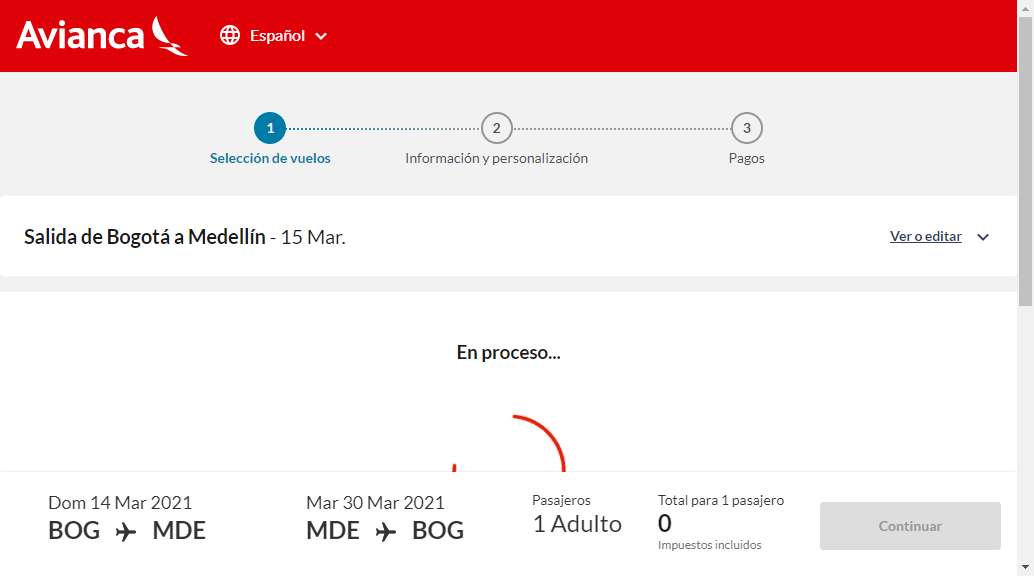 Avianca
Español
1
2
3
Selección de vuelos
Información y personalización
Pagos
Salida de Bogotá a Medellín - 15 Mar.
Ver o editar
En proceso...
Dom 14 Mar 2021
BOG MDE
Mar 30 Mar 2021
MDE BOG
Pasajeros
1 Adulto
Total para 1 pasajero
0
Impuestos incluidos
Continuar